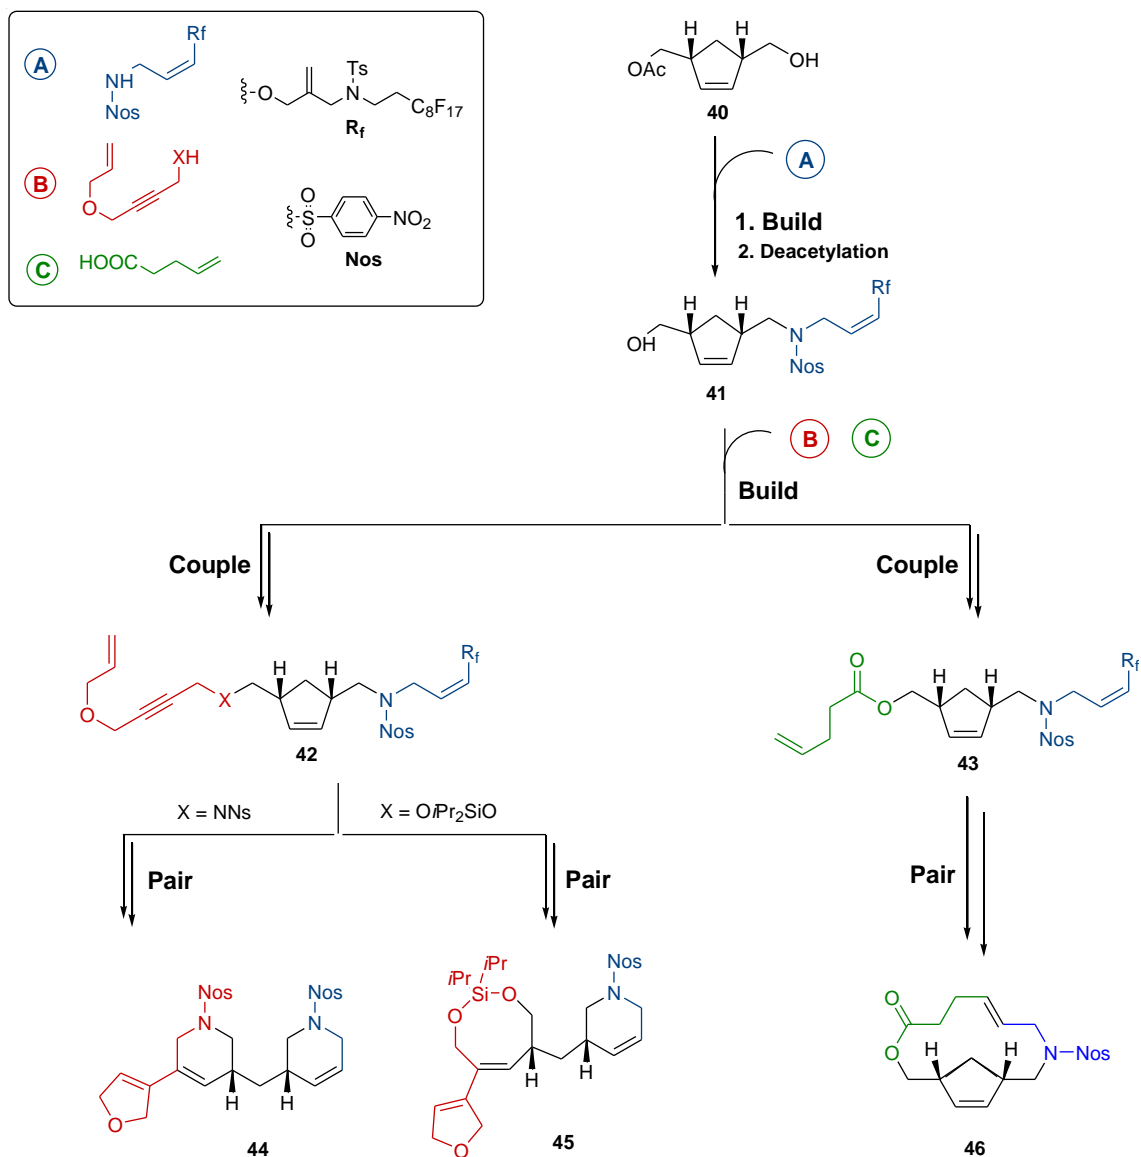 A
Rf
NH
Nos
O
Ts
N
C8F17
Rf
B
XH
O
O
S
O
NO2
Nos
C
HOOC
H
H
OAc
OH
40
A
1. Build
2. Deacetylation
Rf
H
H
OH
N
Nos
41
B
C
Build
Couple
Couple
Rf
H
H
O
X
N
Nos
42
O
O
H
H
Rf
N
Nos
43
X = NNs
X = OiPr2SiO
Pair
Pair
Pair
Nos
Nos
N
N
H
H
O
44
iPr
iPr
Si
O
O
Nos
N
H
H
O
45
O
O
H
H
N
Nos
46